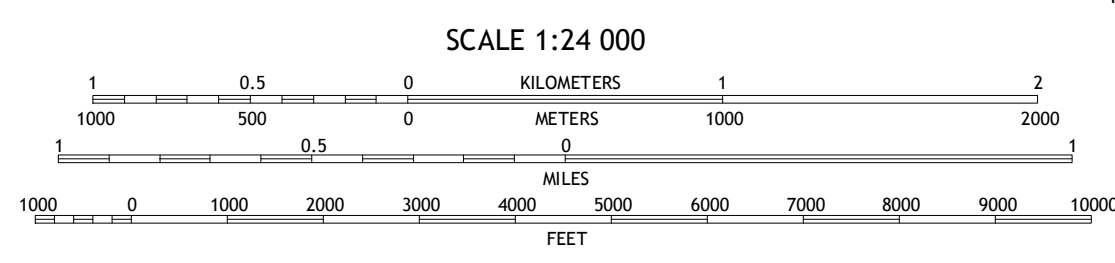 SCALE 1:24 000
1 0.5 0 KILOMETERS 1 2
1000 500 0 METERS 1000 2000
1 0.5 0 1
MILES
1000 0 1000 2000 3000 4000 5000 6000 7000 8000 9000 10000
FEET